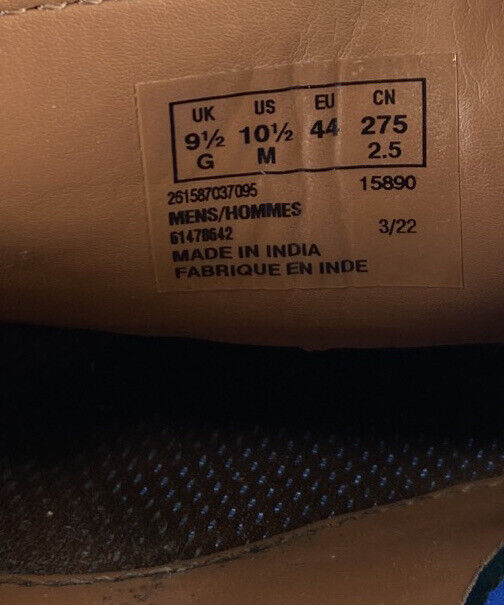 UK US EU CN
9½ 10½ 44 275
G M 2.5
261587037095 15890
MENS/HOMMES
61478642 3/22
MADE IN INDIA
FABRIQUE EN INDE